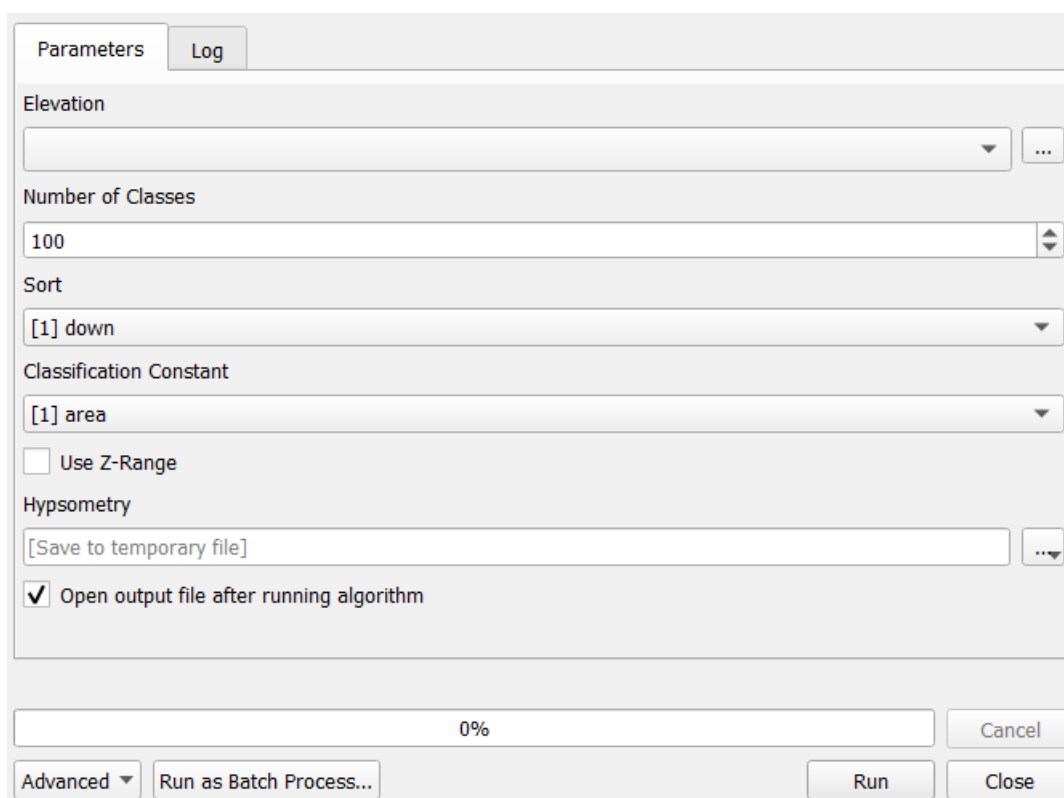 Parameters Log
Elevation
...
Number of Classes
100
Sort
[1] down
Classification Constant
[1] area
Use Z-Range
Hypsometry
[Save to temporary file] ...
Open output file after running algorithm
0% Cancel
Advanced Run as Batch Process... Run Close